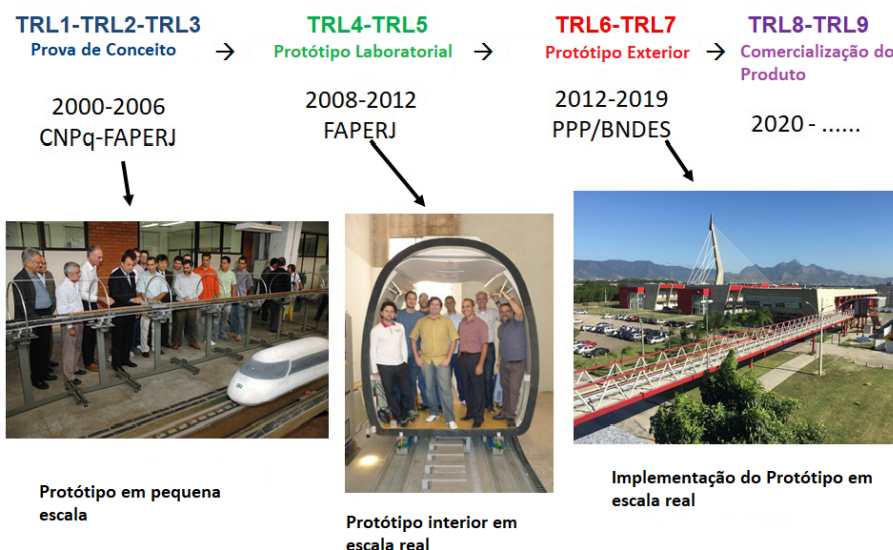 TRL1-TRL2-TRL3
Prova de Conceito
→
TRL4-TRL5
Protótipo Laboratorial
→
TRL6-TRL7
Protótipo Exterior
→
TRL8-TRL9
Comercialização do
Produto
2000-2006
CNPq-FAPERJ
2008-2012
FAPERJ
2012-2019
PPP/BNDES
2020 - ......
Protótipo em pequena
escala
Protótipo interior em
escala real
Implementação do Protótipo em
escala real